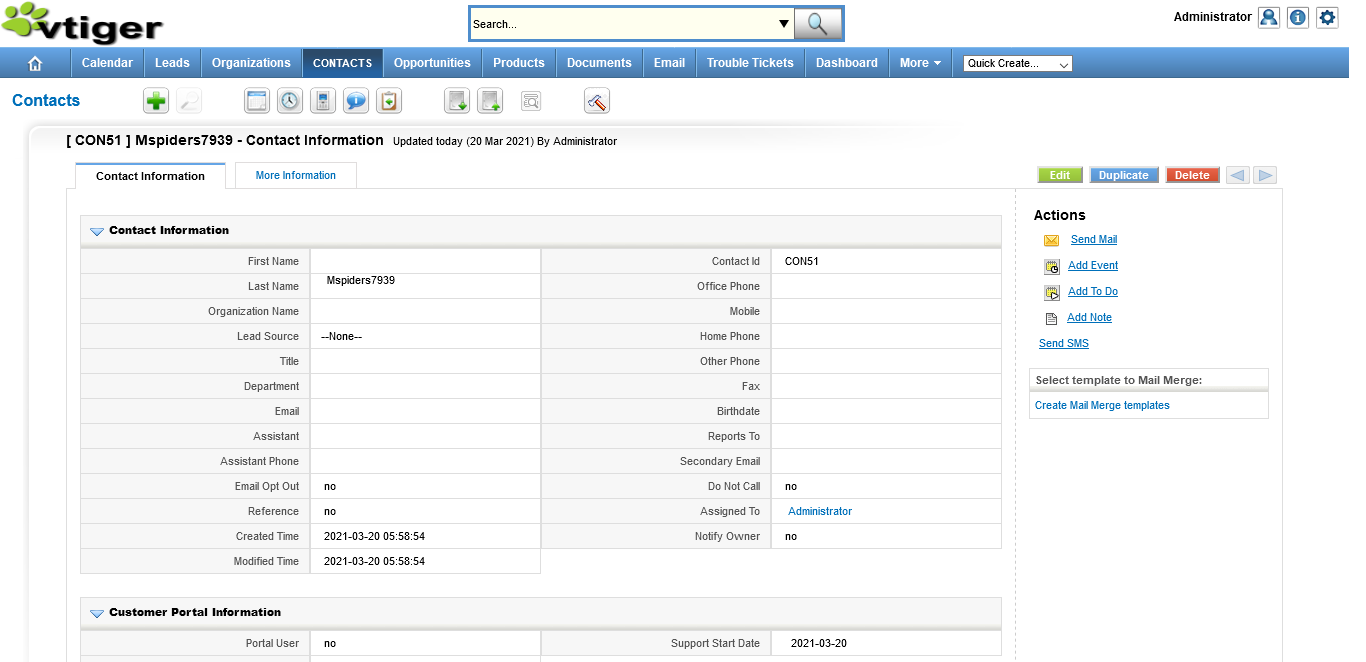 vtiger
Search...
Administrator
Calendar Leads Organizations CONTACTS Opportunities Products Documents Email Trouble Tickets Dashboard More Quick Create...
Contacts
[ CON51 ] Mspiders7939 - Contact Information Updated today (20 Mar 2021) By Administrator
Contact Information More Information
Edit Duplicate Delete
Contact Information
First Name Contact Id CON51
Last Name Mspiders7939 Office Phone
Organization Name Mobile
Lead Source --None-- Home Phone
Title Other Phone
Department Fax
Email Birthdate
Assistant Reports To
Assistant Phone Secondary Email
Email Opt Out no Do Not Call no
Reference no Assigned To Administrator
Created Time 2021-03-20 05:58:54 Notify Owner no
Modified Time 2021-03-20 05:58:54
Customer Portal Information
Portal User no Support Start Date 2021-03-20
Actions
Send Mail
Add Event
Add To Do
Add Note
Send SMS
Select template to Mail Merge:
Create Mail Merge templates